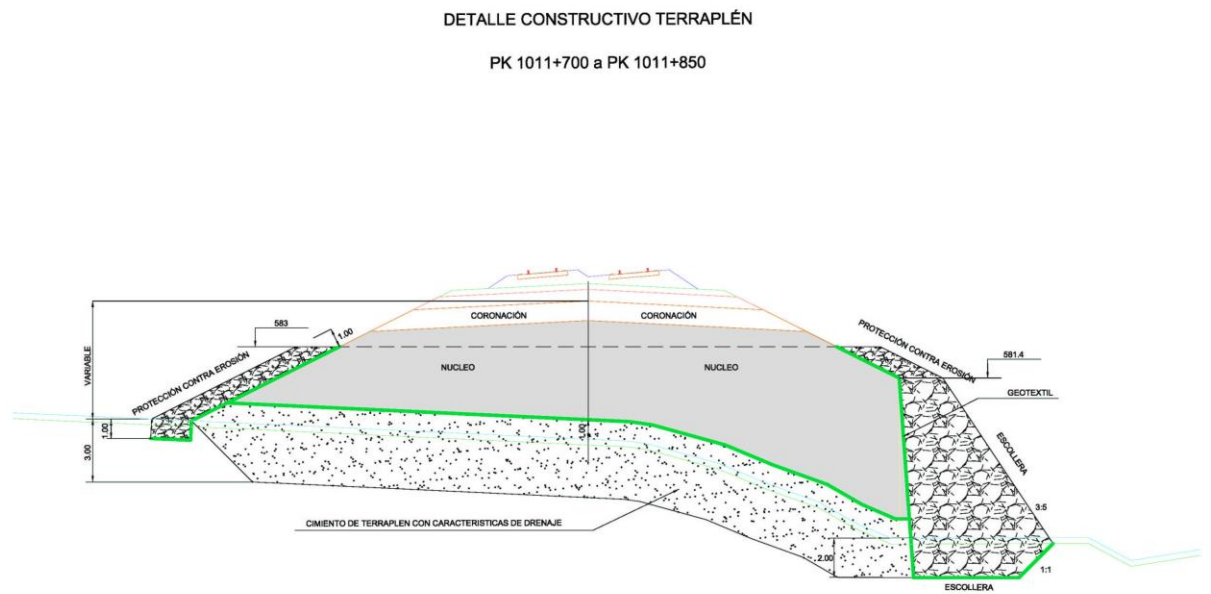 DETALLE CONSTRUCTIVO TERRAPLÉN
PK 1011+700 a PK 1011+850
CORONACIÓN
CORONACIÓN
583
1.00
PROTECCIÓN CONTRA EROSIÓN
PROTECCIÓN CONTRA EROSIÓN
581.4
VARIABLE
NUCLEO
NUCLEO
GEOTEXTIL
1.00
1.00
ESCOLLERA
3.00
CIMIENTO DE TERRAPLEN CON CARACTERISTICAS DE DRENAJE
3:5
2.00
1:1
ESCOLLERA